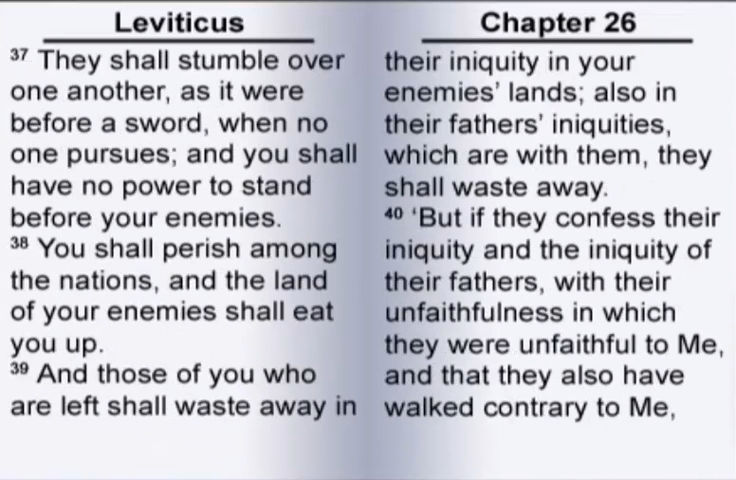 Leviticus
37 They shall stumble over
one another, as it were
before a sword, when no
one pursues; and you shall
have no power to stand
before your enemies.
38 You shall perish among
the nations, and the land
of your enemies shall eat
you up.
39 And those of you who
are left shall waste away in
Chapter 26
their iniquity in your
enemies’ lands; also in
their fathers’ iniquities,
which are with them, they
shall waste away.
40 ‘But if they confess their
iniquity and the iniquity of
their fathers, with their
unfaithfulness in which
they were unfaithful to Me,
and that they also have
walked contrary to Me,